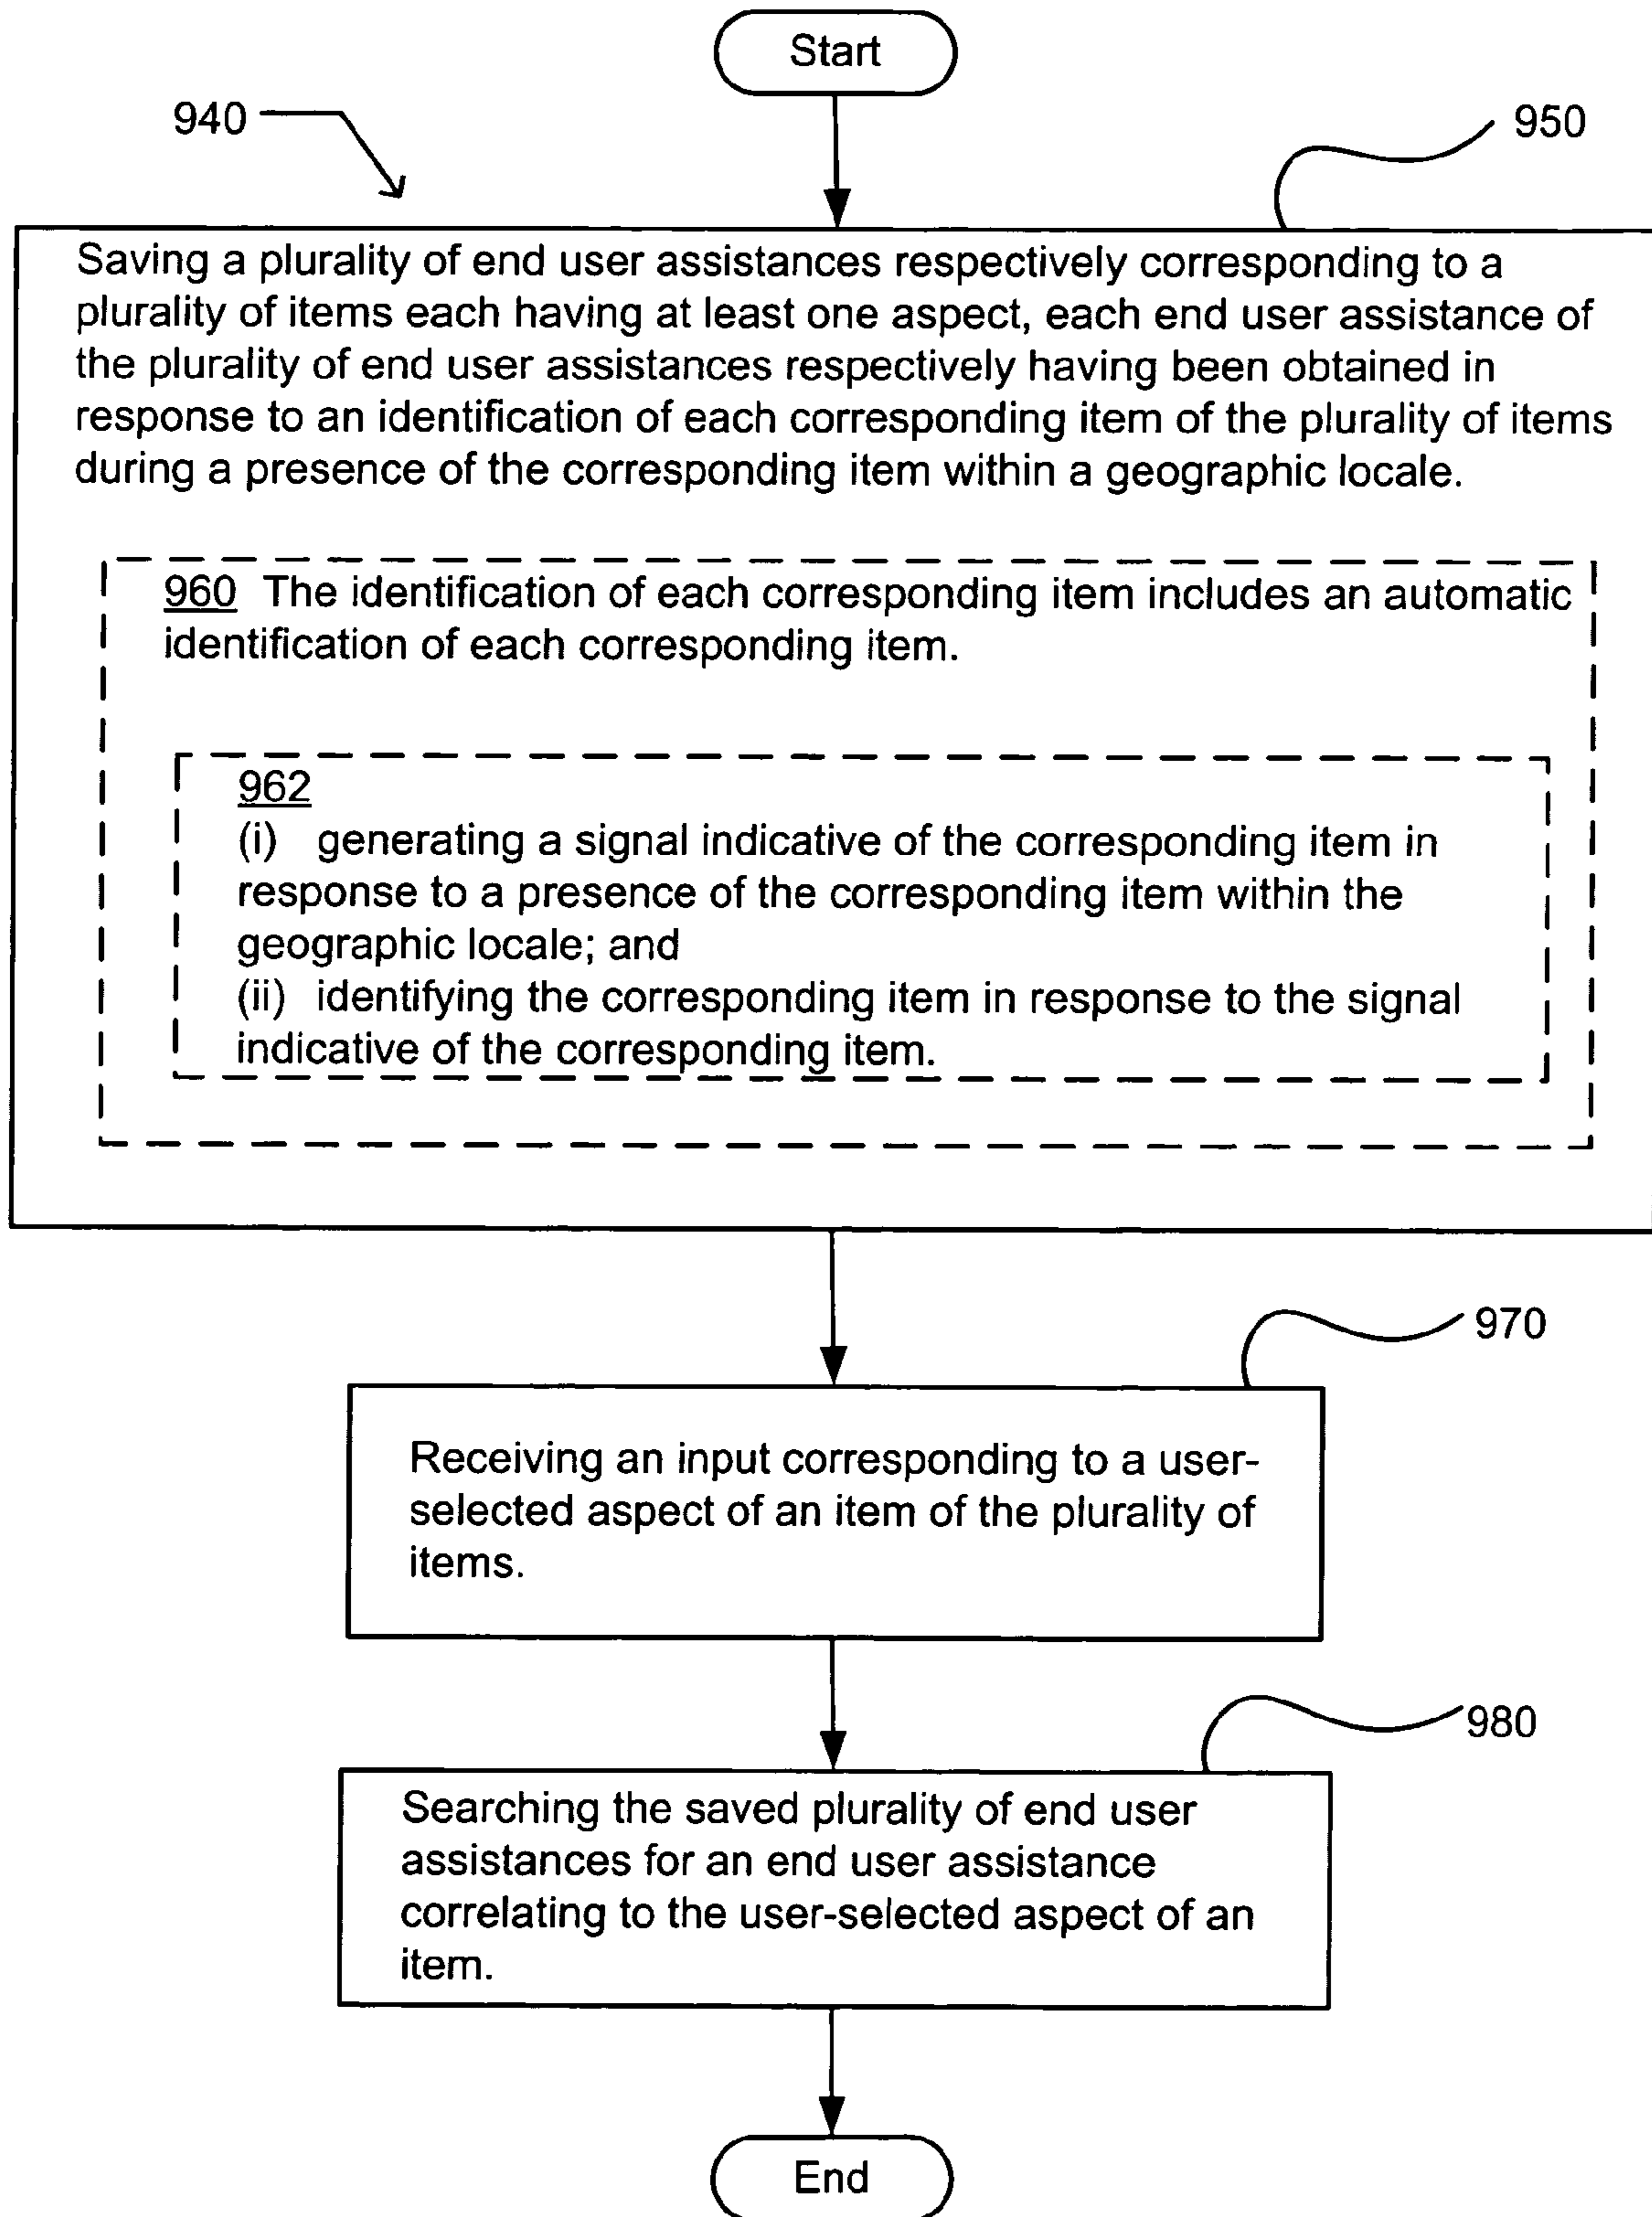 Start
940
950
Saving a plurality of end user assistances respectively corresponding to a
plurality of items each having at least one aspect, each end user assistance of
the plurality of end user assistances respectively having been obtained in
response to an identification of each corresponding item of the plurality of items
during a presence of the corresponding item within a geographic locale.
960 The identification of each corresponding item includes an automatic
identification of each corresponding item.
962
(i) generating a signal indicative of the corresponding item in
response to a presence of the corresponding item within the
geographic locale; and
(ii) identifying the corresponding item in response to the signal
indicative of the corresponding item.
970
Receiving an input corresponding to a user-
selected aspect of an item of the plurality of
items.
980
Searching the saved plurality of end user
assistances for an end user assistance
correlating to the user-selected aspect of an
item.
End